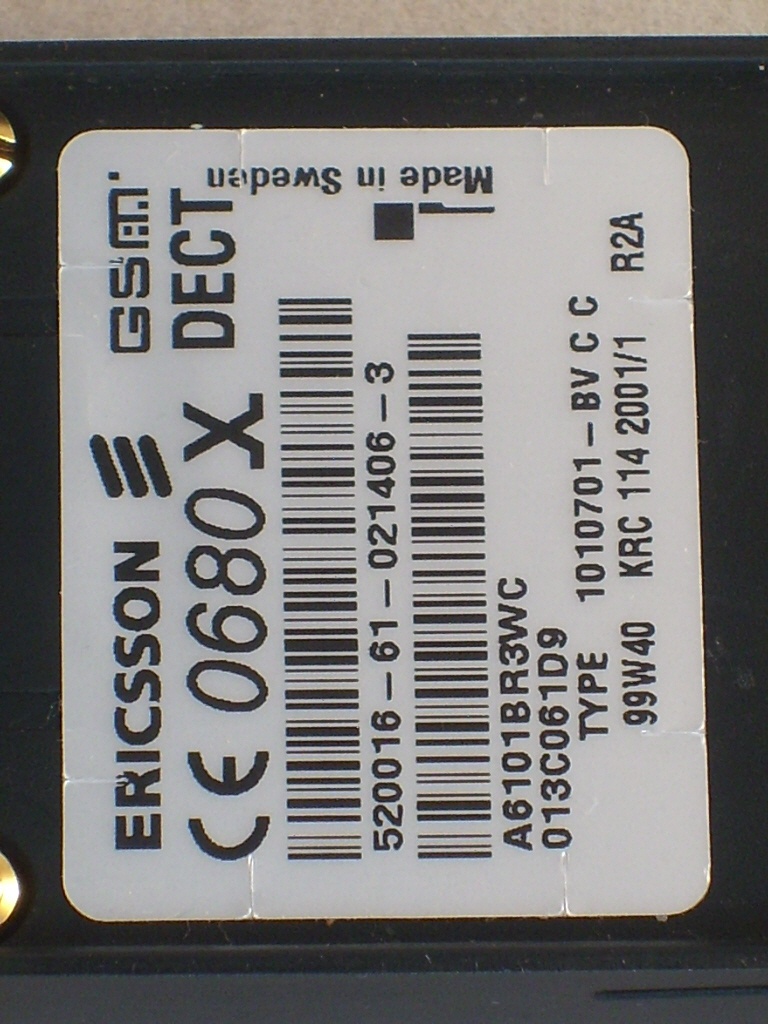 ERICSSON GSM
CE 0680 X DECT
520016-61-021406-3
Made in Sweden
A6101BR3WC
013C061D9
TYPE 1010701-BV C C
99W40 KRC 114 2001/1 R2A